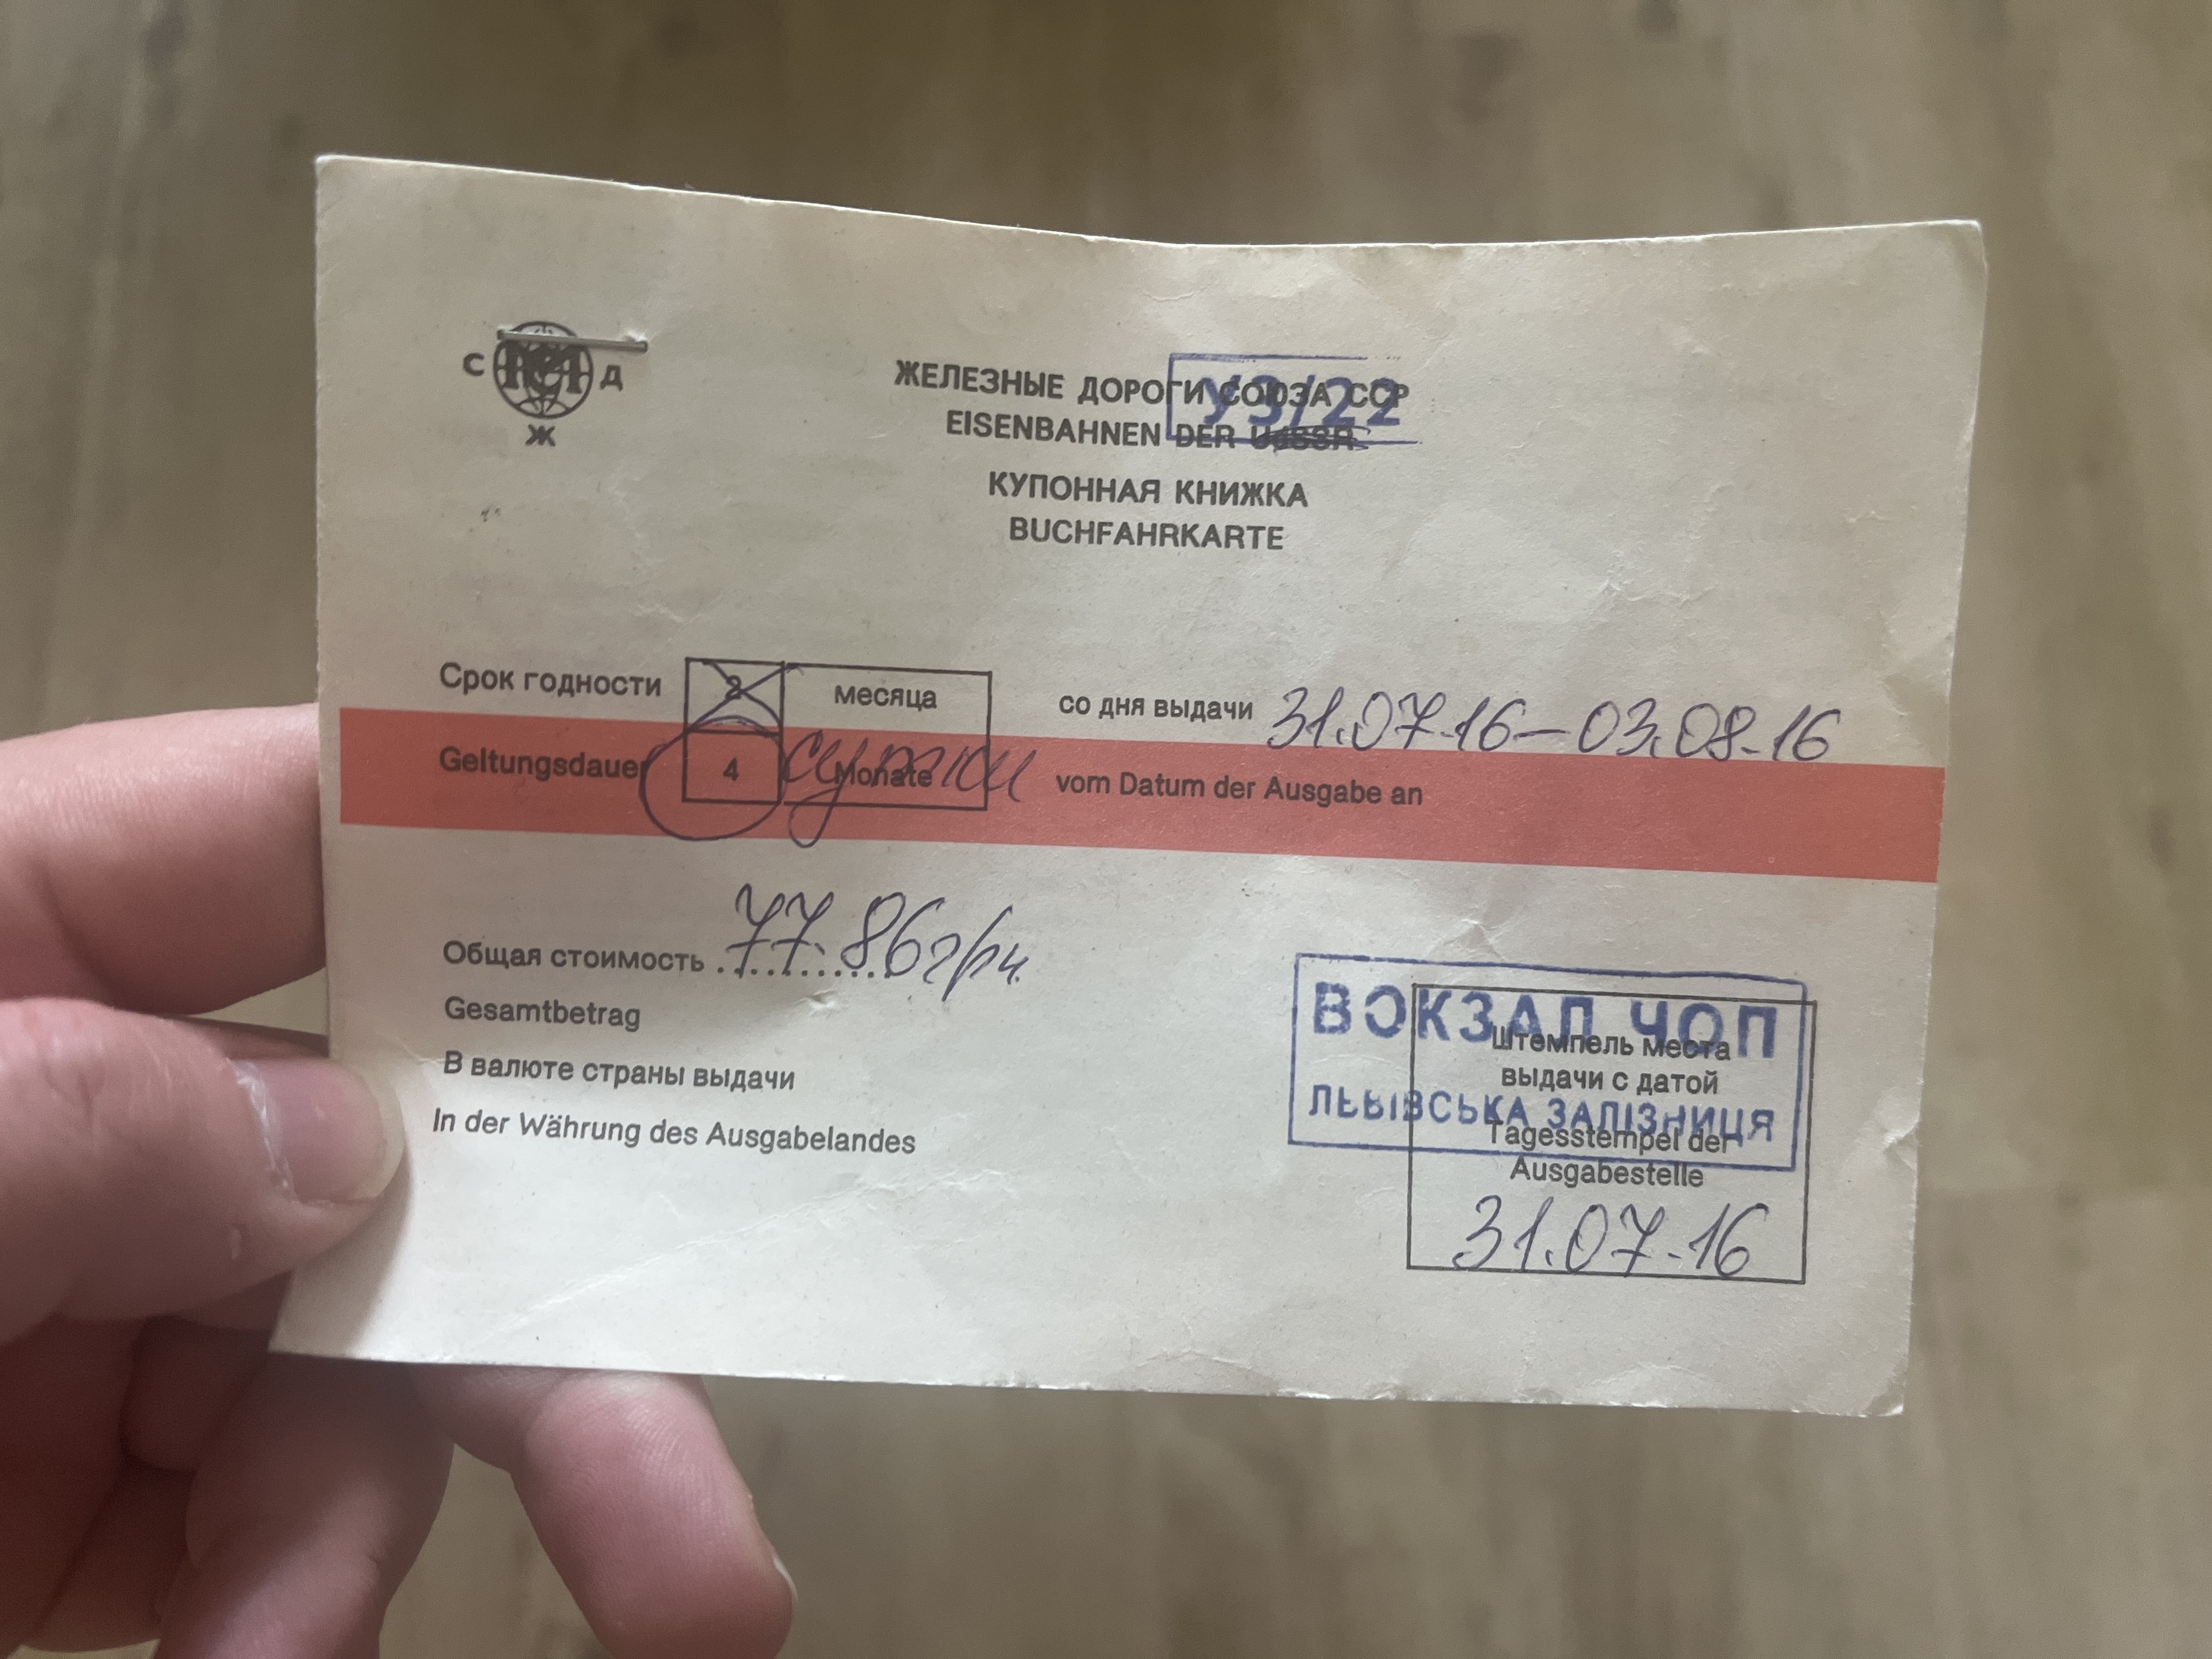 С Д
Ж
ЖЕЛЕЗНЫЕ ДОРОГИ СОЮЗА ССР
УЗ/22
EISENBAHNEN DER UdSSR
КУПОННАЯ КНИЖКА
BUCHFAHRKARTE
Срок годности 2 месяца со дня выдачи 31.07.16–03.08.16
Geltungsdauer 4 Monate сутки vom Datum der Ausgabe an
Общая стоимость 77.86 грн.
Gesamtbetrag
В валюте страны выдачи
In der Währung des Ausgabelandes
ВОКЗАЛ ЧОП
ЛЬВІВСЬКА ЗАЛІЗНИЦЯ
Штемпель места
выдачи с датой
Tagesstempel der
Ausgabestelle
31.07.16